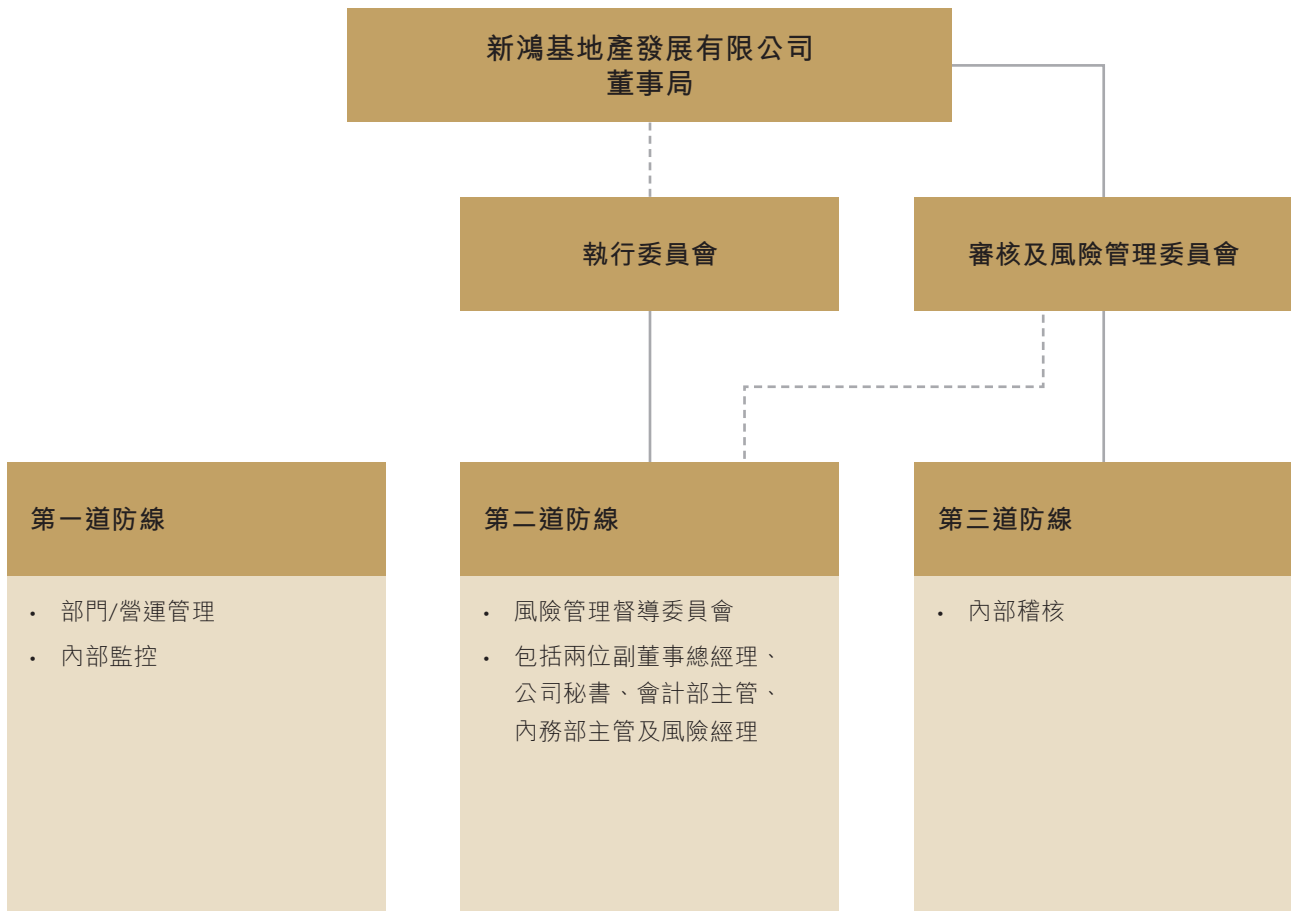 新鴻基地產發展有限公司
董事局
執行委員會
審核及風險管理委員會
第一道防線
• 部門/營運管理
• 內部監控
第二道防線
• 風險管理督導委員會
• 包括兩位副董事總經理、
公司秘書、會計部主管、
內務部主管及風險經理
第三道防線
• 內部稽核